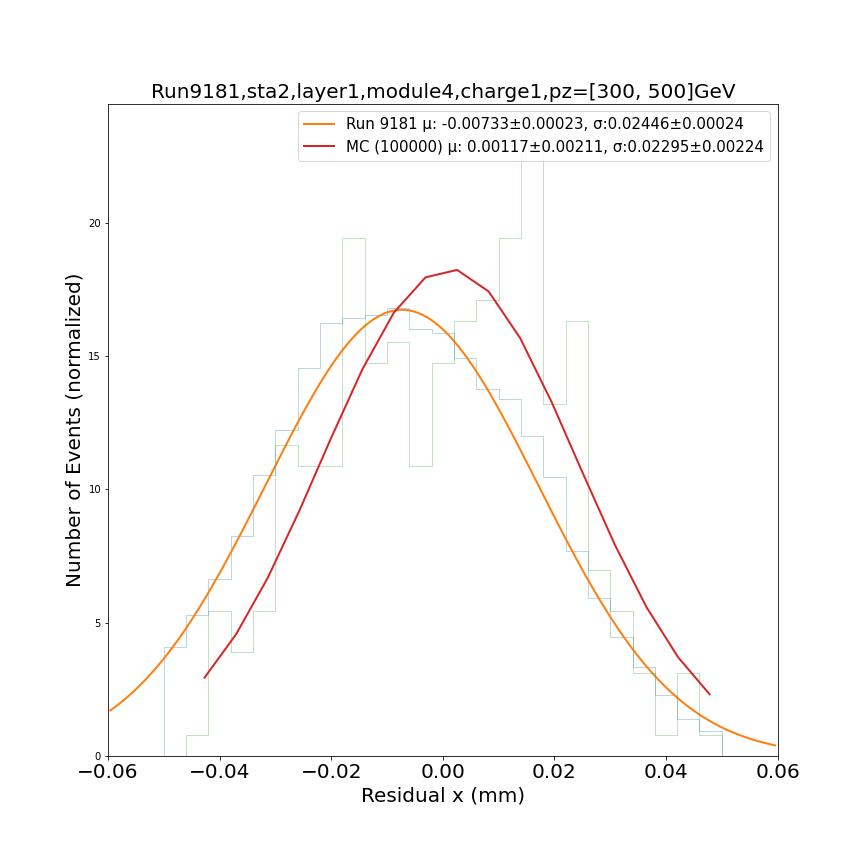 Run9181,sta2,layer1,module4,charge1,pz=[300, 500]GeV
Run 9181 μ: -0.00733±0.00023, σ:0.02446±0.00024
MC (100000) μ: 0.00117±0.00211, σ:0.02295±0.00224
Number of Events (normalized)
20
15
10
5
0
−0.06 −0.04 −0.02 0.00 0.02 0.04 0.06
Residual x (mm)